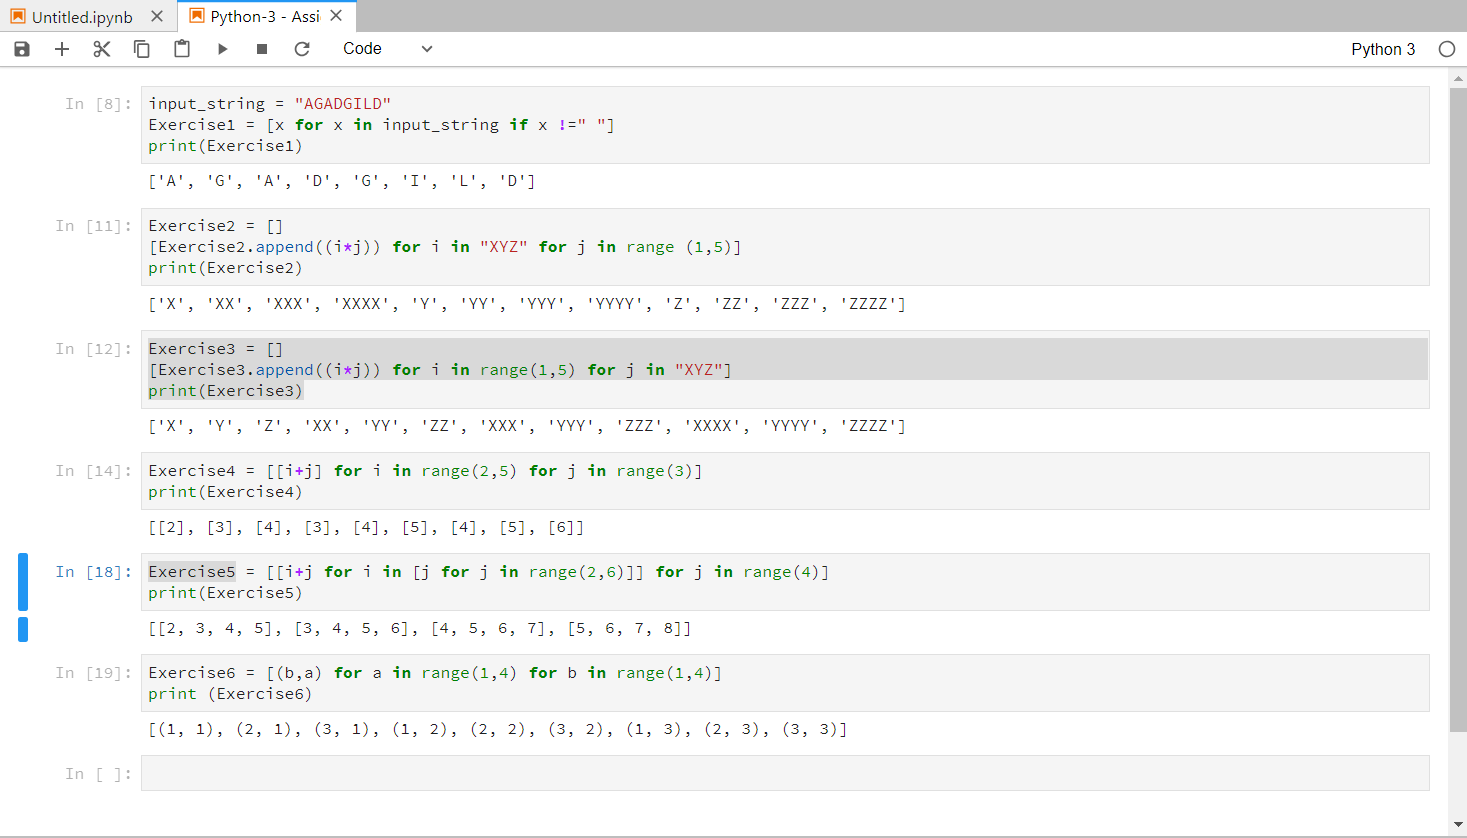 Untitled.ipynb
Python-3 - Assi
Code
Python 3
In [8]:
input_string = "AGADGILD"
Exercise1 = [x for x in input_string if x !=" "]
print(Exercise1)
['A', 'G', 'A', 'D', 'G', 'I', 'L', 'D']
In [11]:
Exercise2 = []
[Exercise2.append((i*j)) for i in "XYZ" for j in range (1,5)]
print(Exercise2)
['X', 'XX', 'XXX', 'XXXX', 'Y', 'YY', 'YYY', 'YYYY', 'Z', 'ZZ', 'ZZZ', 'ZZZZ']
In [12]:
Exercise3 = []
[Exercise3.append((i*j)) for i in range(1,5) for j in "XYZ"]
print(Exercise3)
['X', 'Y', 'Z', 'XX', 'YY', 'ZZ', 'XXX', 'YYY', 'ZZZ', 'XXXX', 'YYYY', 'ZZZZ']
In [14]:
Exercise4 = [[i+j] for i in range(2,5) for j in range(3)]
print(Exercise4)
[[2], [3], [4], [3], [4], [5], [4], [5], [6]]
In [18]:
Exercise5 = [[i+j for i in [j for j in range(2,6)]] for j in range(4)]
print(Exercise5)
[[2, 3, 4, 5], [3, 4, 5, 6], [4, 5, 6, 7], [5, 6, 7, 8]]
In [19]:
Exercise6 = [(b,a) for a in range(1,4) for b in range(1,4)]
print (Exercise6)
[(1, 1), (2, 1), (3, 1), (1, 2), (2, 2), (3, 2), (1, 3), (2, 3), (3, 3)]
In [ ]: